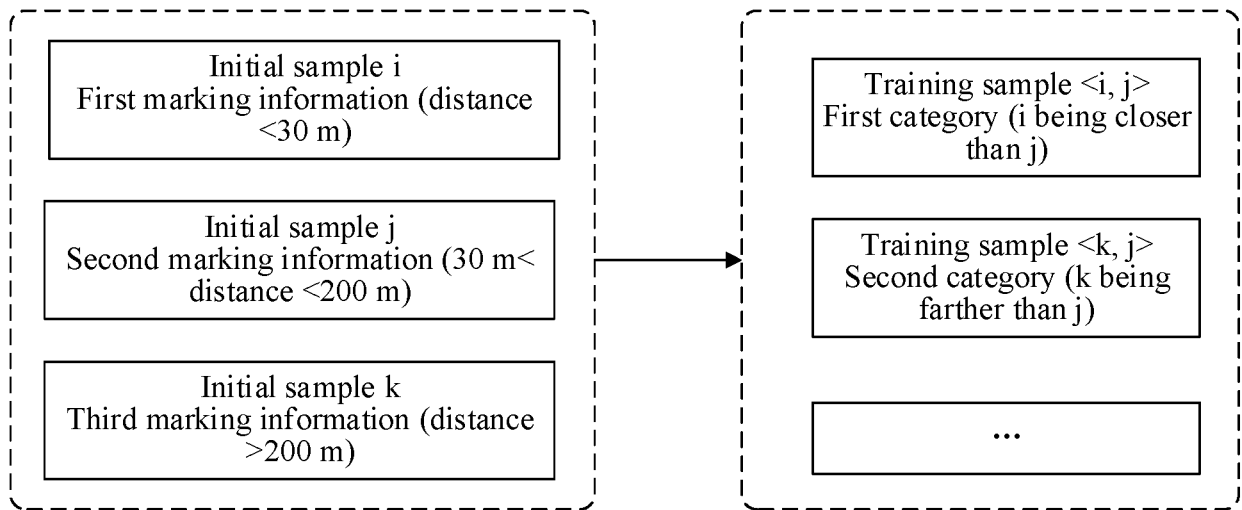 Initial sample i
First marking information (distance
<30 m)
Initial sample j
Second marking information (30 m<
distance <200 m)
Initial sample k
Third marking information (distance
>200 m)
Training sample <i, j>
First category (i being closer
than j)
Training sample <k, j>
Second category (k being
farther than j)
...